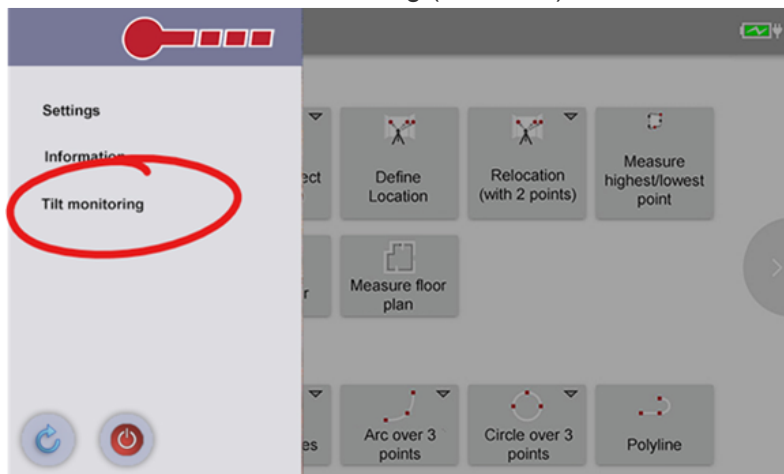 Settings
Information
Tilt monitoring
Define
Location
Relocation
(with 2 points)
Measure
highest/lowest
point
Measure floor
plan
Arc over 3
points
Circle over 3
points
Polyline